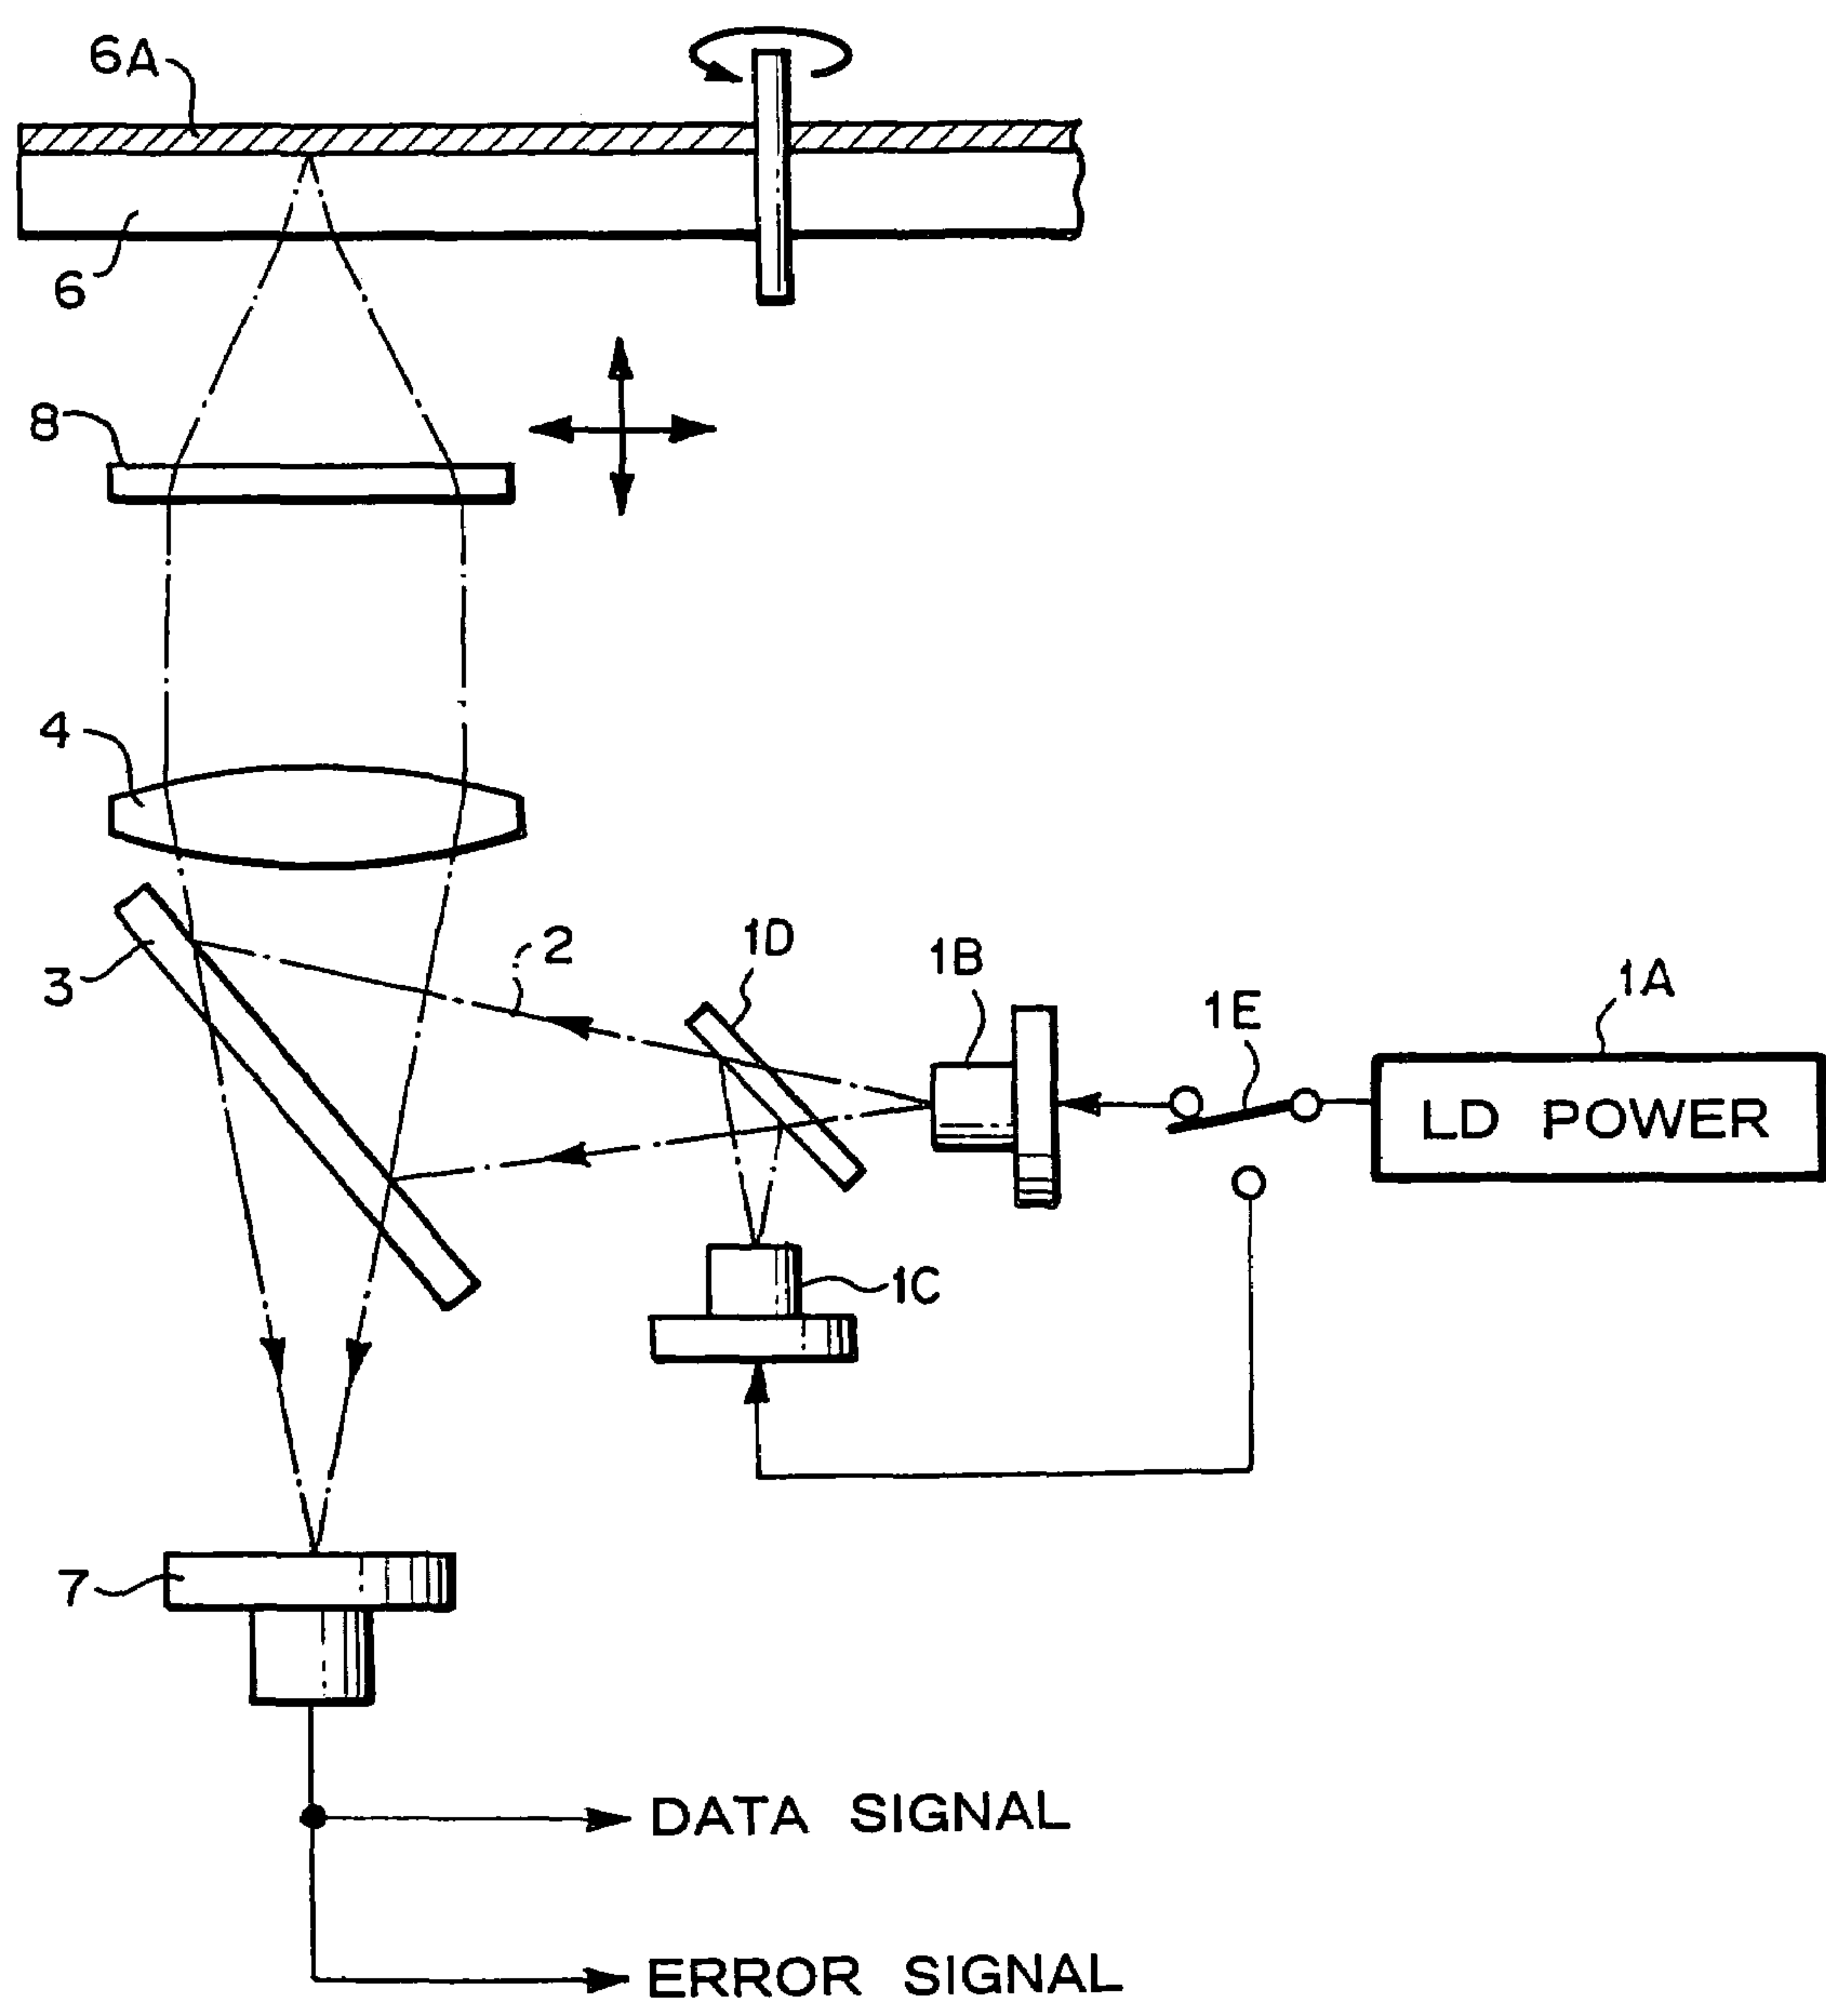 6A
6
8
4
3
2
1D
1B
1E
1A
LD POWER
1C
7
DATA SIGNAL
ERROR SIGNAL